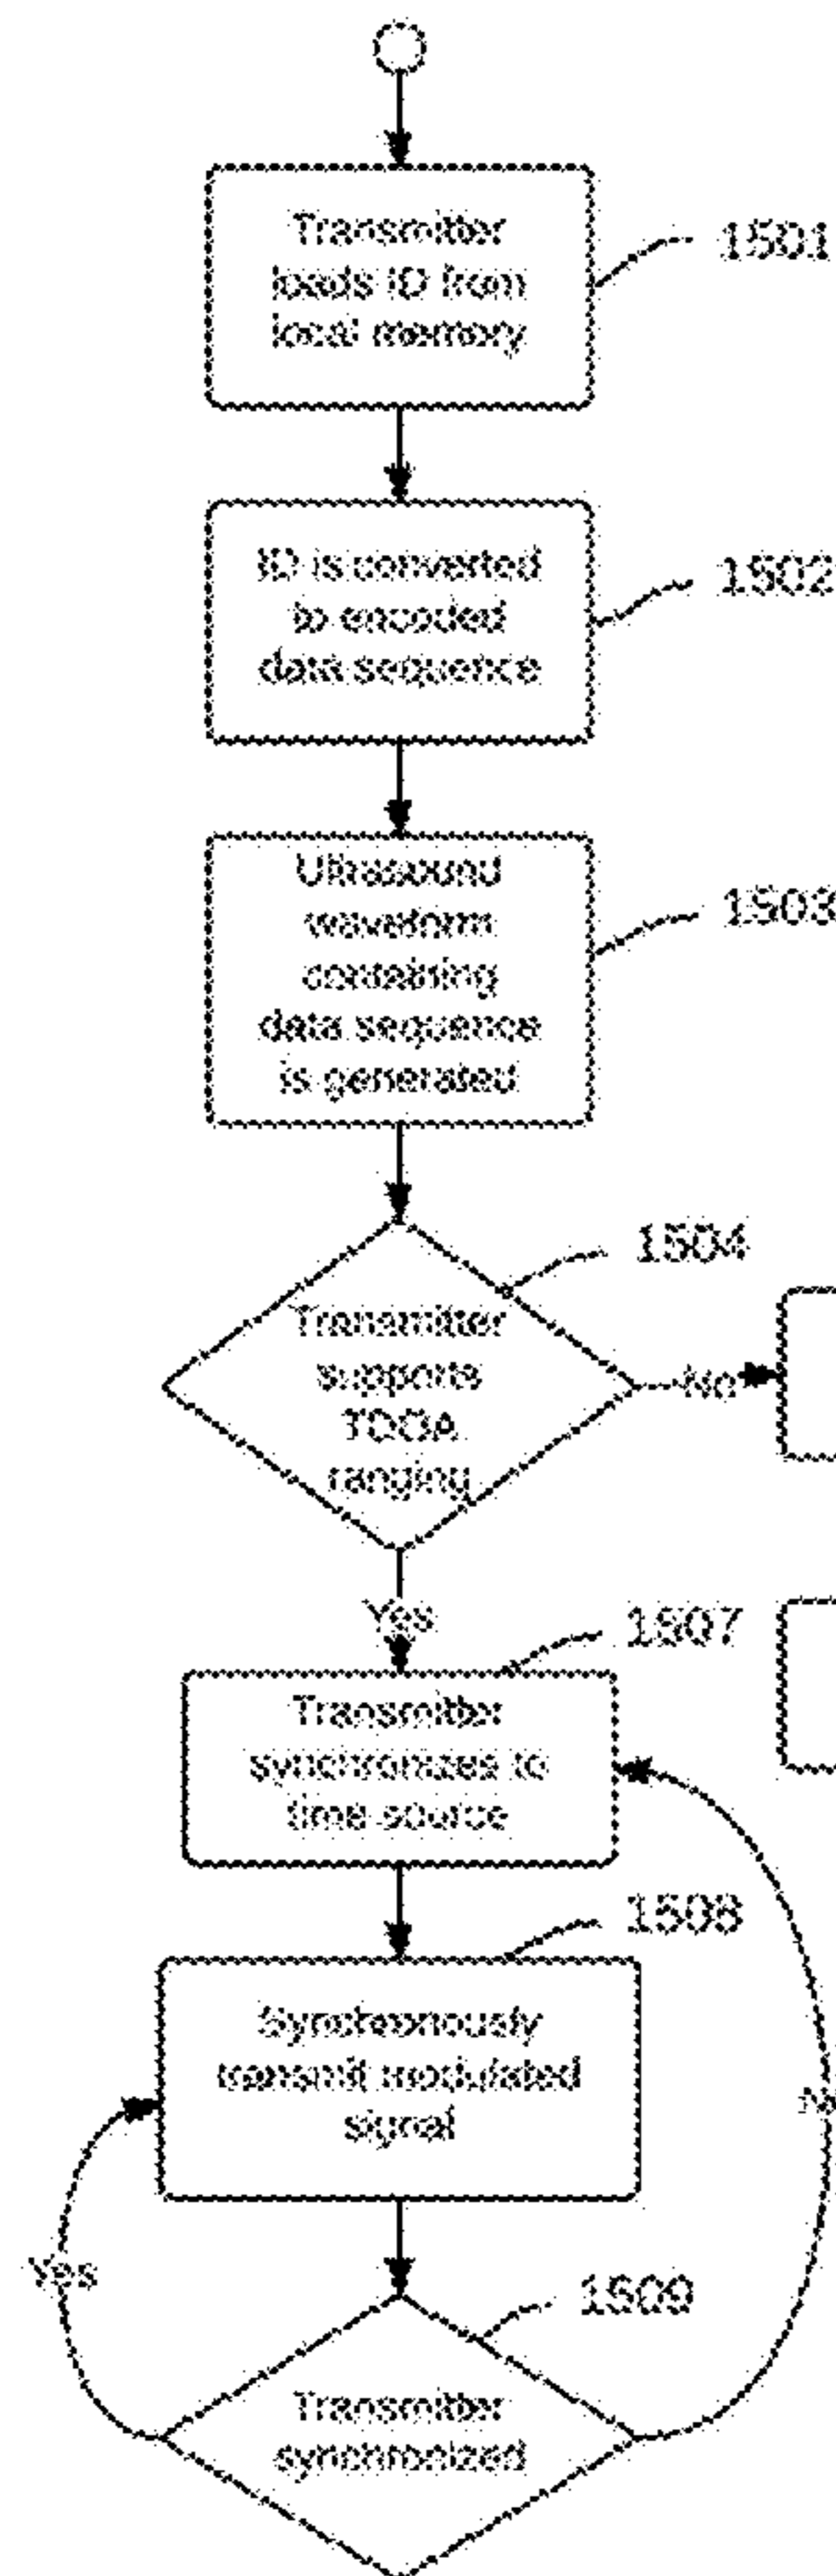 Transmitter
loads ID from
local memory
1501
ID is converted
to encoded
data sequence
1502
Ultrasound
waveform
containing
data sequence
is generated
1503
1504
Transmitter
supports
TDOA
ranging
No
Yes
1507
Transmitter
synchronizes to
time source
1508
Synchronously
transmit modulated
signal
Yes
1509
Transmitter
synchronized